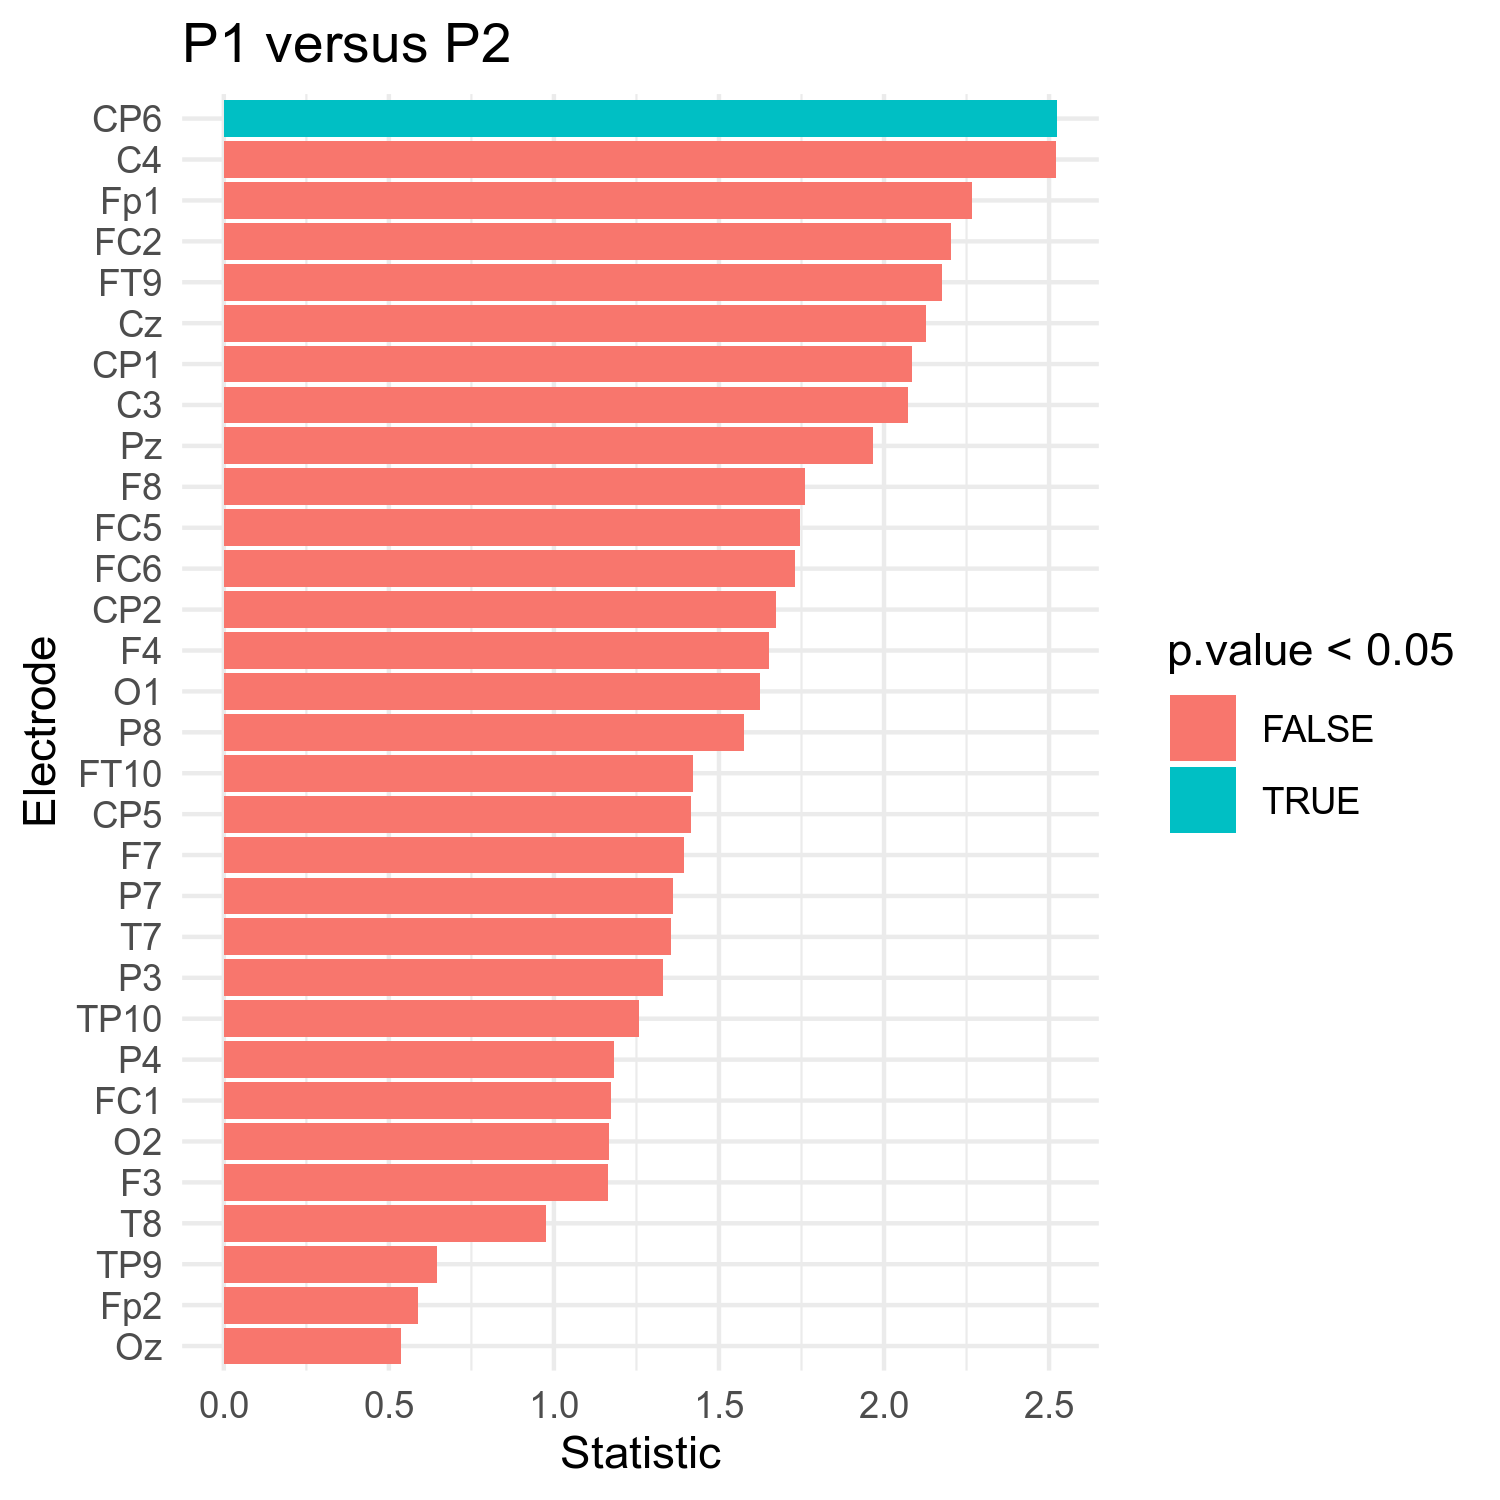 P1 versus P2
CP6
C4
Fp1
FC2
FT9
Cz
CP1
C3
Pz
F8
FC5
FC6
CP2
F4
O1
P8
FT10
CP5
F7
P7
T7
P3
TP10
P4
FC1
O2
F3
T8
TP9
Fp2
Oz
Electrode
0.0 0.5 1.0 1.5 2.0 2.5
Statistic
p.value < 0.05
FALSE
TRUE